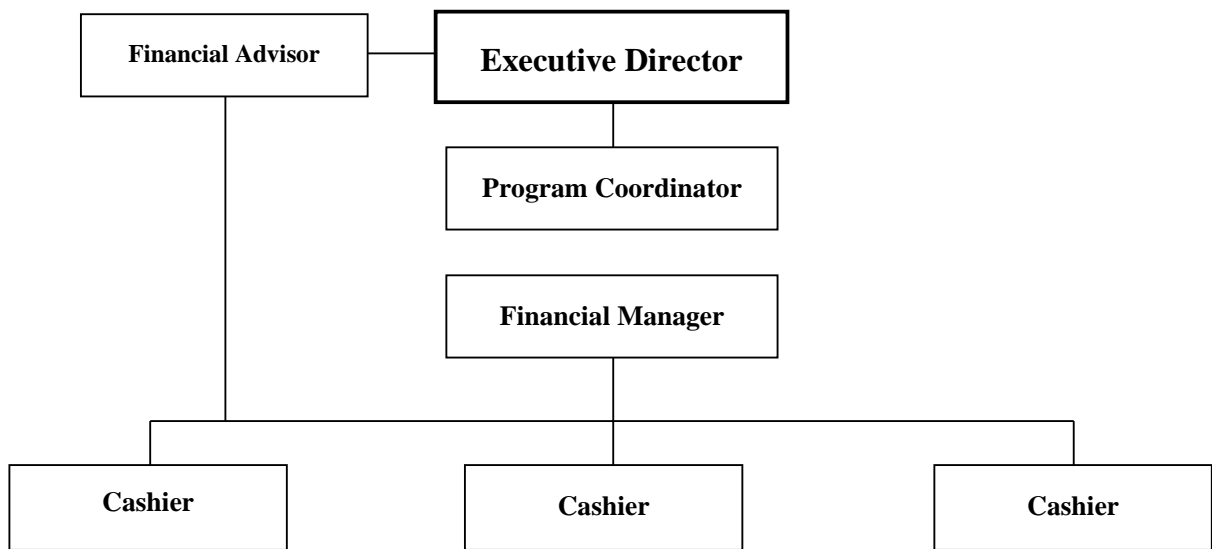 Financial Advisor
Executive Director
Program Coordinator
Financial Manager
Cashier
Cashier
Cashier